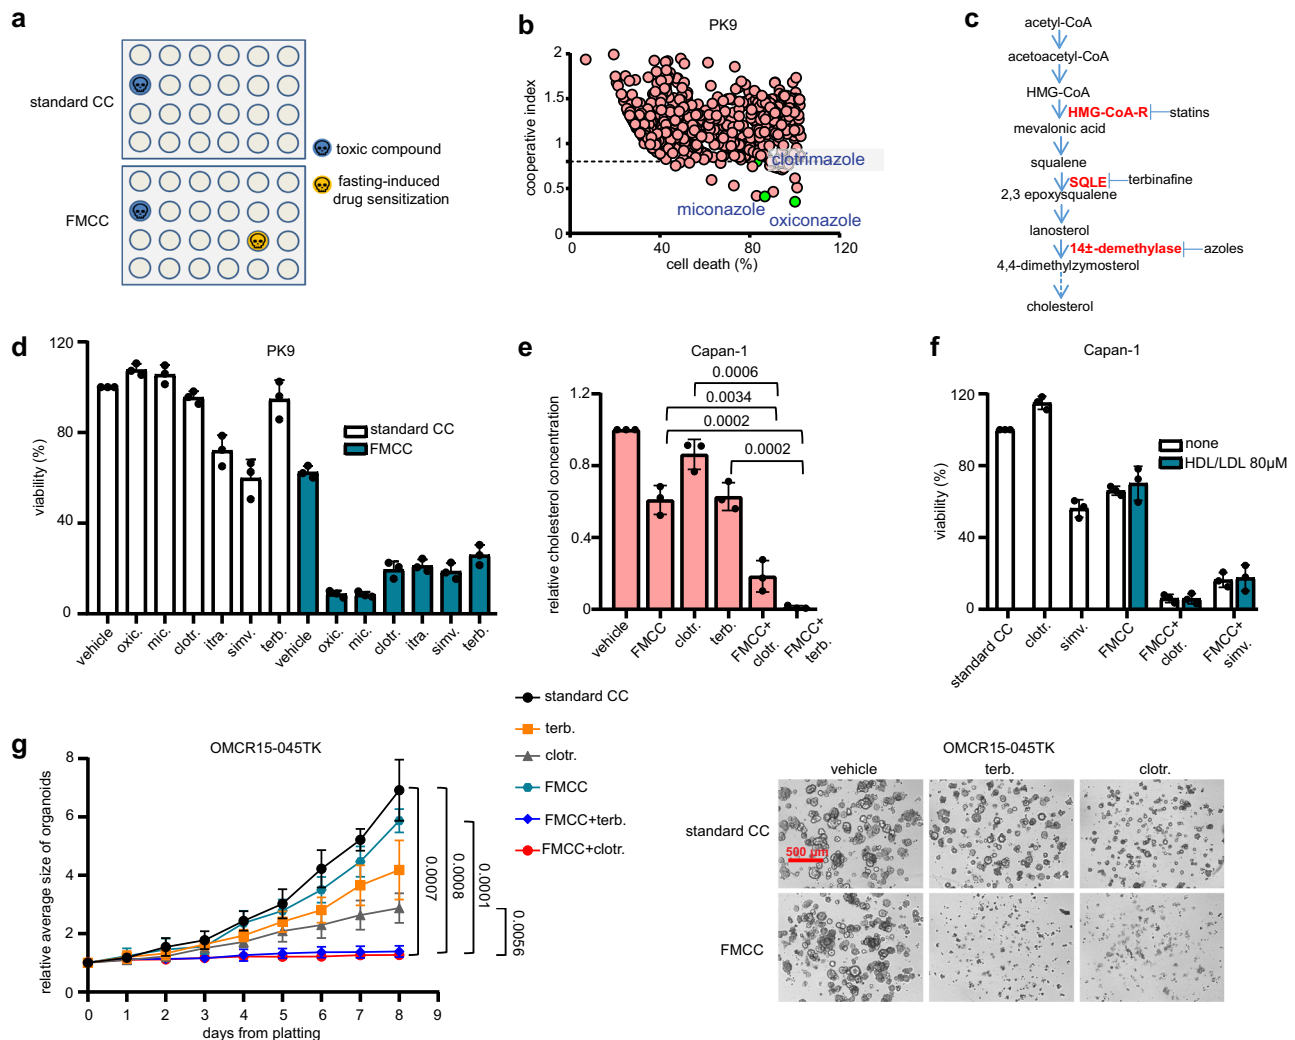 a
standard CC
FMCC
toxic compound
fasting-induced
drug sensitization
b
PK9
cooperative index
2
1.5
1
0.5
0
clotrimazole
miconazole
oxiconazole
0
40
80
120
cell death (%)
c
acetyl-CoA
acetoacetyl-CoA
HMG-CoA
HMG-CoA-R
statins
mevalonic acid
squalene
SQLE
terbinafine
2,3 epoxysqualene
lanosterol
14±-demethylase
azoles
4,4-dimethylzymosterol
cholesterol
d
PK9
viability (%)
120
80
40
0
standard CC
FMCC
vehicle
oxic.
mic.
clotr.
itra.
simv.
terb.
vehicle
oxic.
mic.
clotr.
itra.
simv.
terb.
e
Capan-1
relative cholesterol concentration
1.2
0.8
0.4
0
0.0006
0.0034
0.0002
0.0002
vehicle
FMCC
clotr.
terb.
FMCC+
clotr.
FMCC+
terb.
f
Capan-1
viability (%)
120
80
40
0
none
HDL/LDL 80µM
standard CC
clotr.
simv.
FMCC
FMCC+
clotr.
FMCC+
simv.
g
OMCR15-045TK
relative average size of organoids
8
6
4
2
0
0
1
2
3
4
5
6
7
8
9
days from platting
0.0007
0.0008
0.0001
0.0056
standard CC
terb.
clotr.
FMCC
FMCC+terb.
FMCC+clotr.
OMCR15-045TK
vehicle
terb.
clotr.
standard CC
500 µm
FMCC